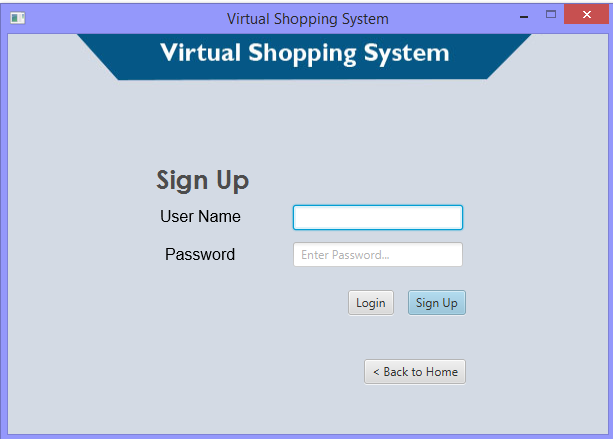 Virtual Shopping System
Virtual Shopping System
Sign Up
User Name
Password
Enter Password...
Login
Sign Up
< Back to Home